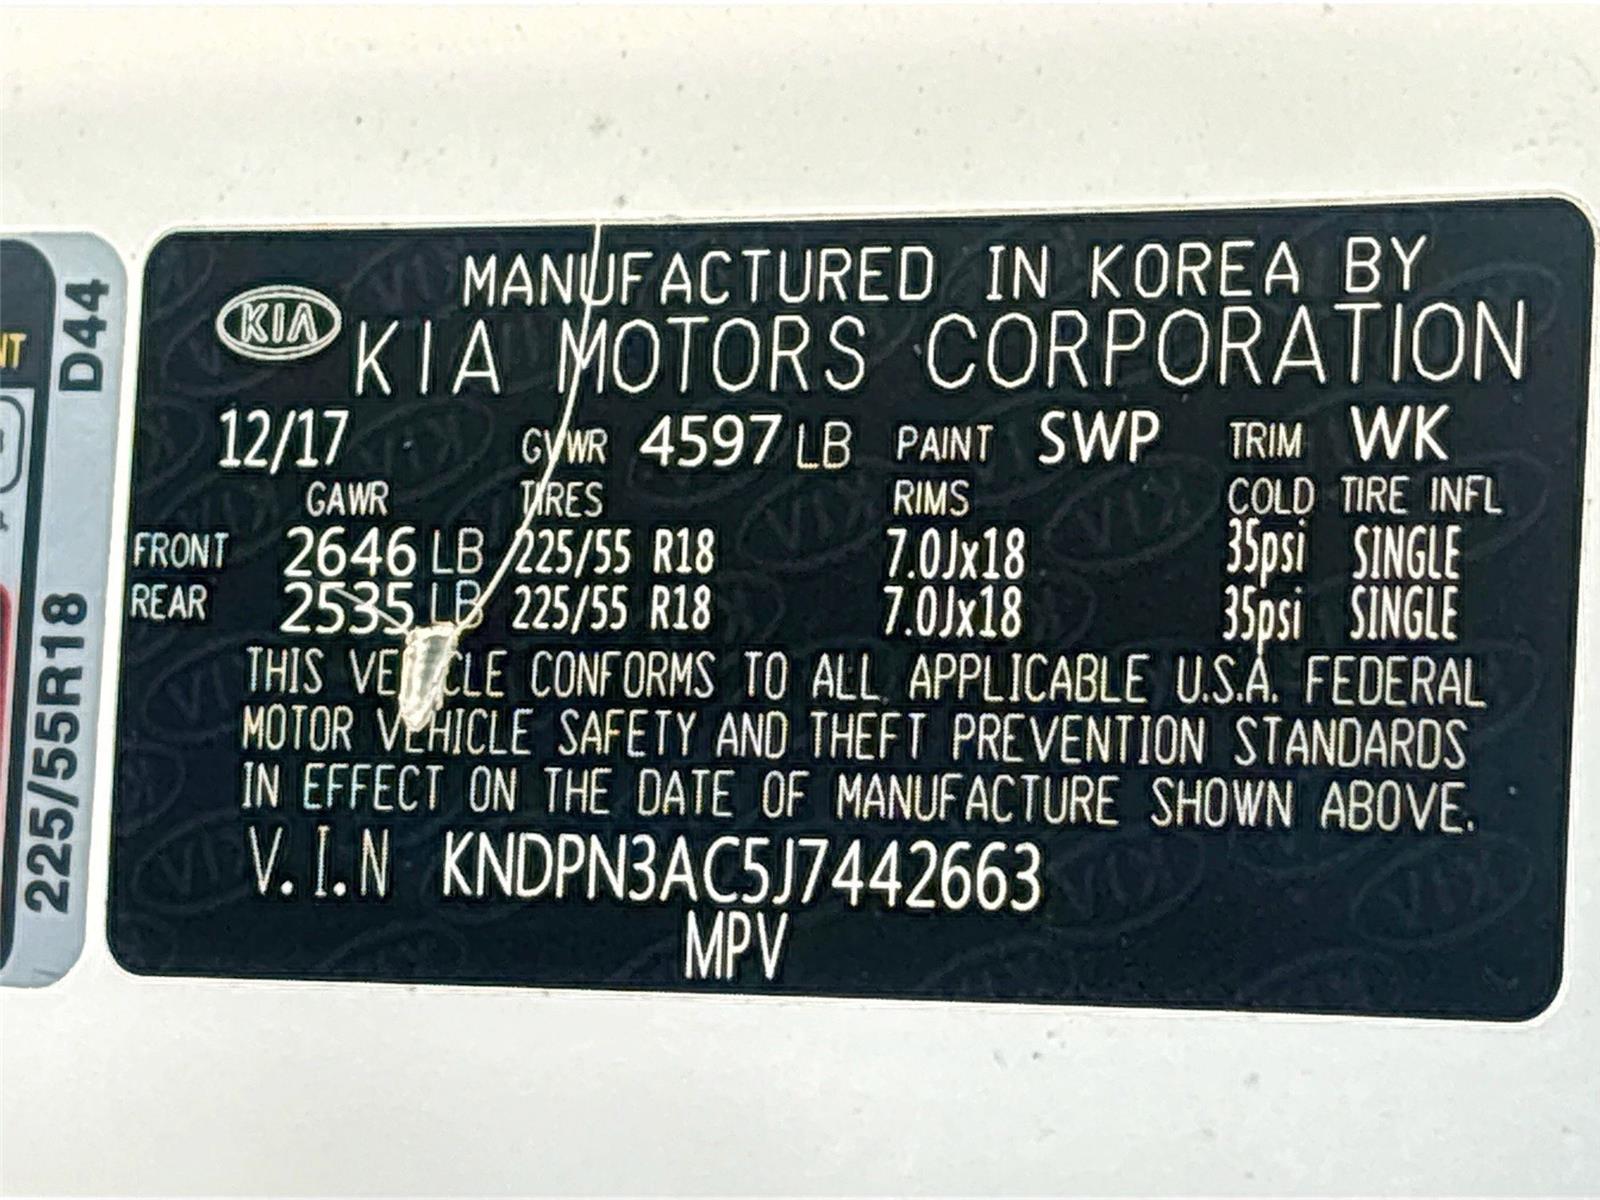 KIA
MANUFACTURED IN KOREA BY
KIA MOTORS CORPORATION
12/17 GVWR 4597 LB PAINT SWP TRIM WK
GAWR TIRES RIMS COLD TIRE INFL
FRONT 2646 LB 225/55 R18 7.0Jx18 35psi SINGLE
REAR 2535 LB 225/55 R18 7.0Jx18 35psi SINGLE
THIS VEHICLE CONFORMS TO ALL APPLICABLE U.S.A. FEDERAL
MOTOR VEHICLE SAFETY AND THEFT PREVENTION STANDARDS
IN EFFECT ON THE DATE OF MANUFACTURE SHOWN ABOVE.
V.I.N KNDPN3AC5J7442663
MPV
225/55R18 D44